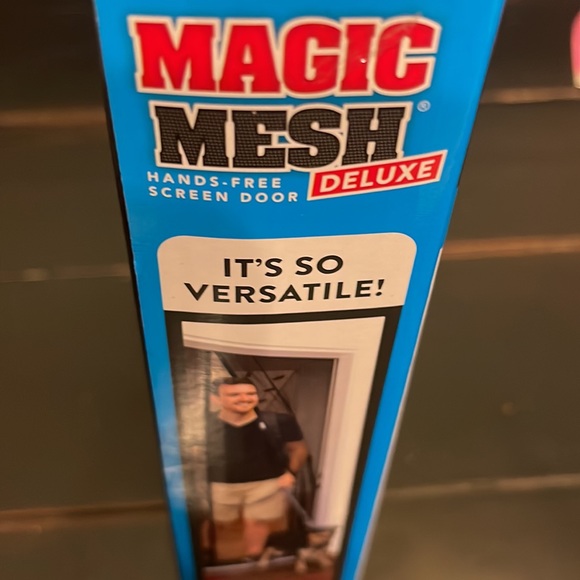 MAGIC
MESH®
HANDS-FREE
SCREEN DOOR
DELUXE
IT'S SO
VERSATILE!